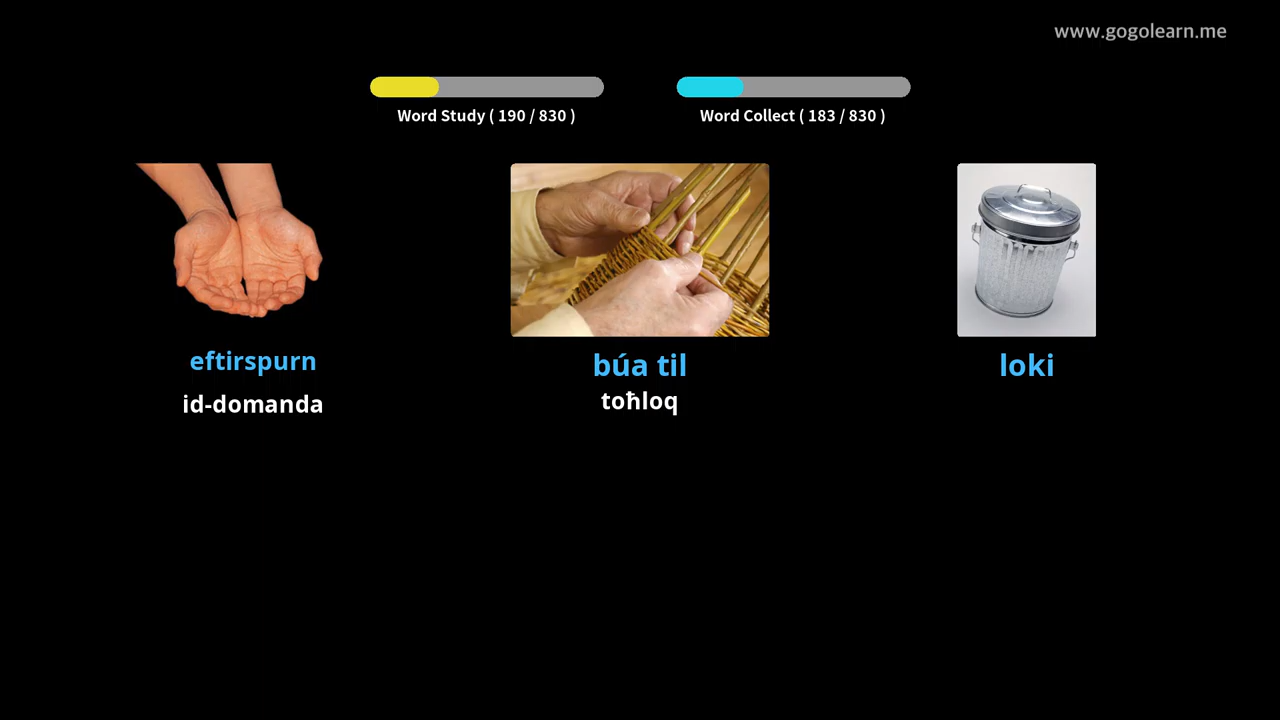 www.gogolearn.me
Word Study ( 190 / 830 )
Word Collect ( 183 / 830 )
eftirspurn
id-domanda
búa til
toħloq
loki